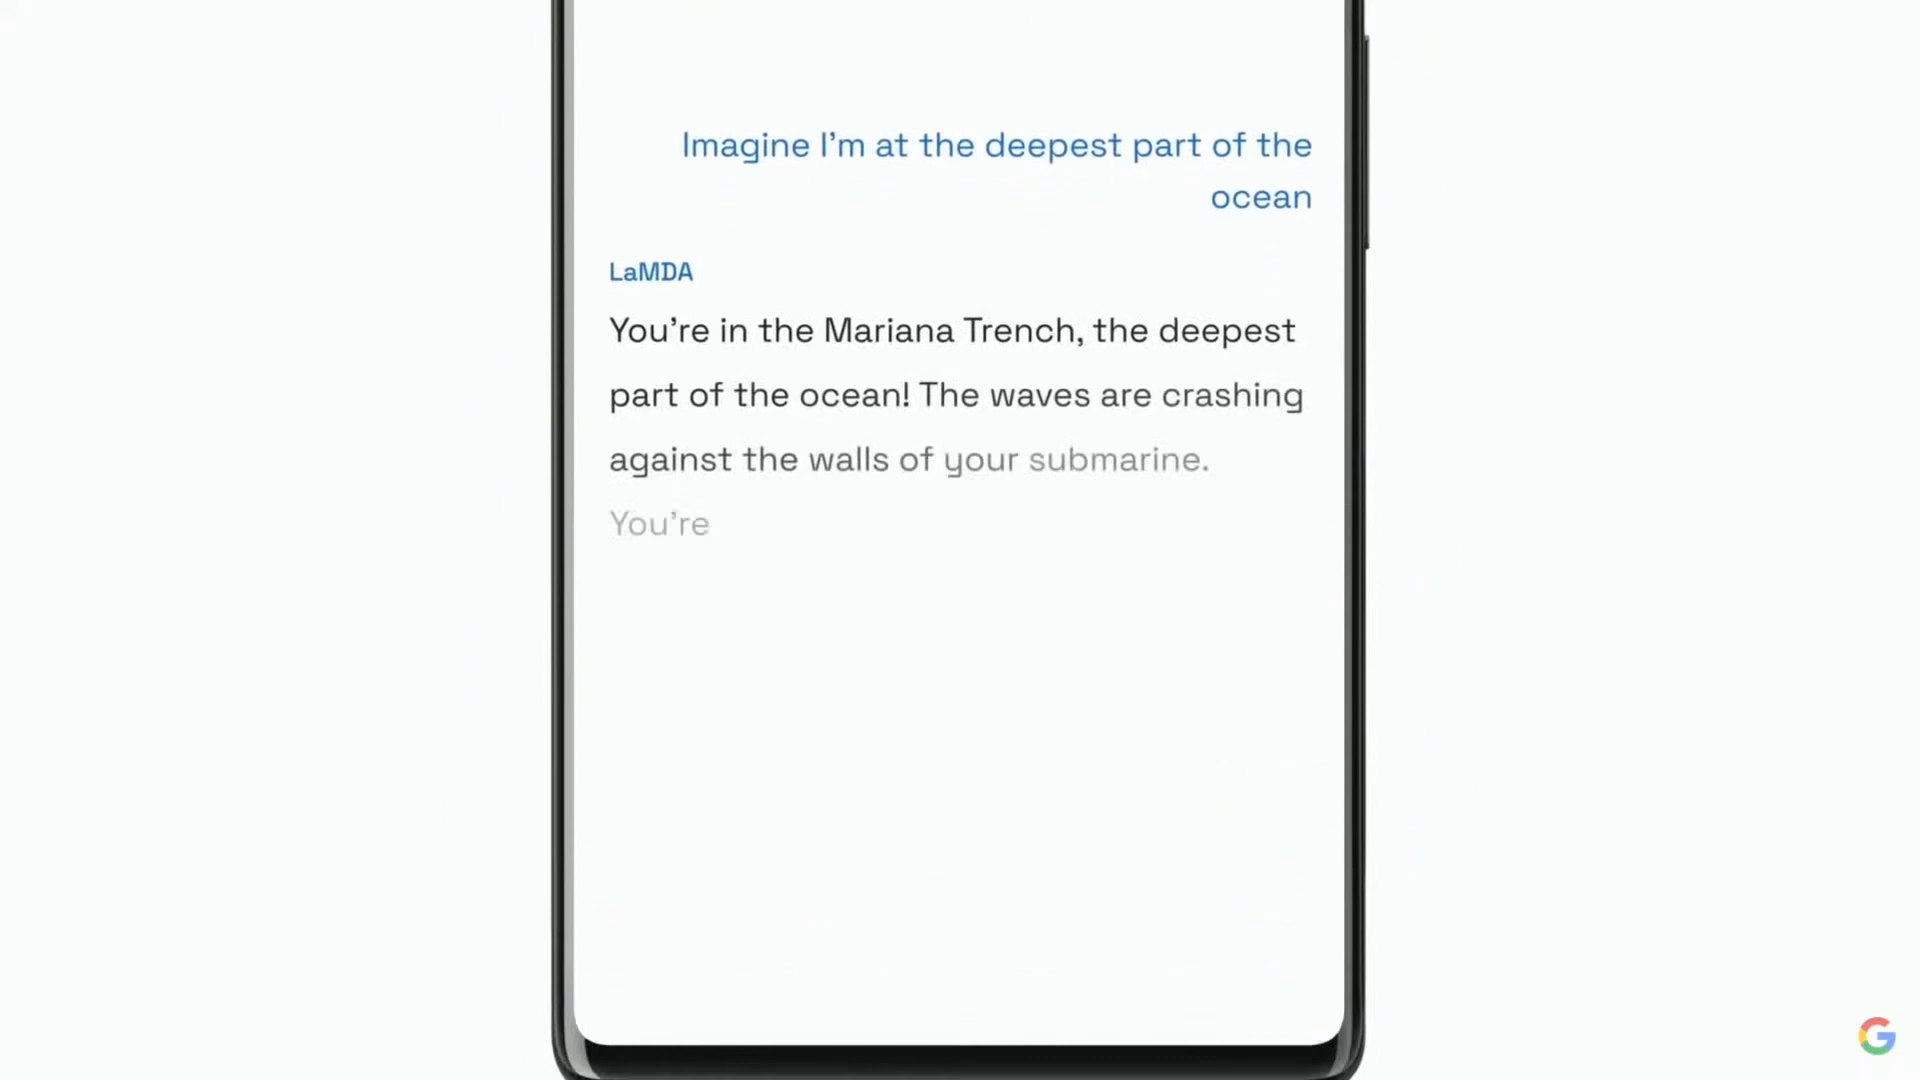 Imagine I’m at the deepest part of the
ocean
LaMDA
You’re in the Mariana Trench, the deepest
part of the ocean! The waves are crashing
against the walls of your submarine.
You’re